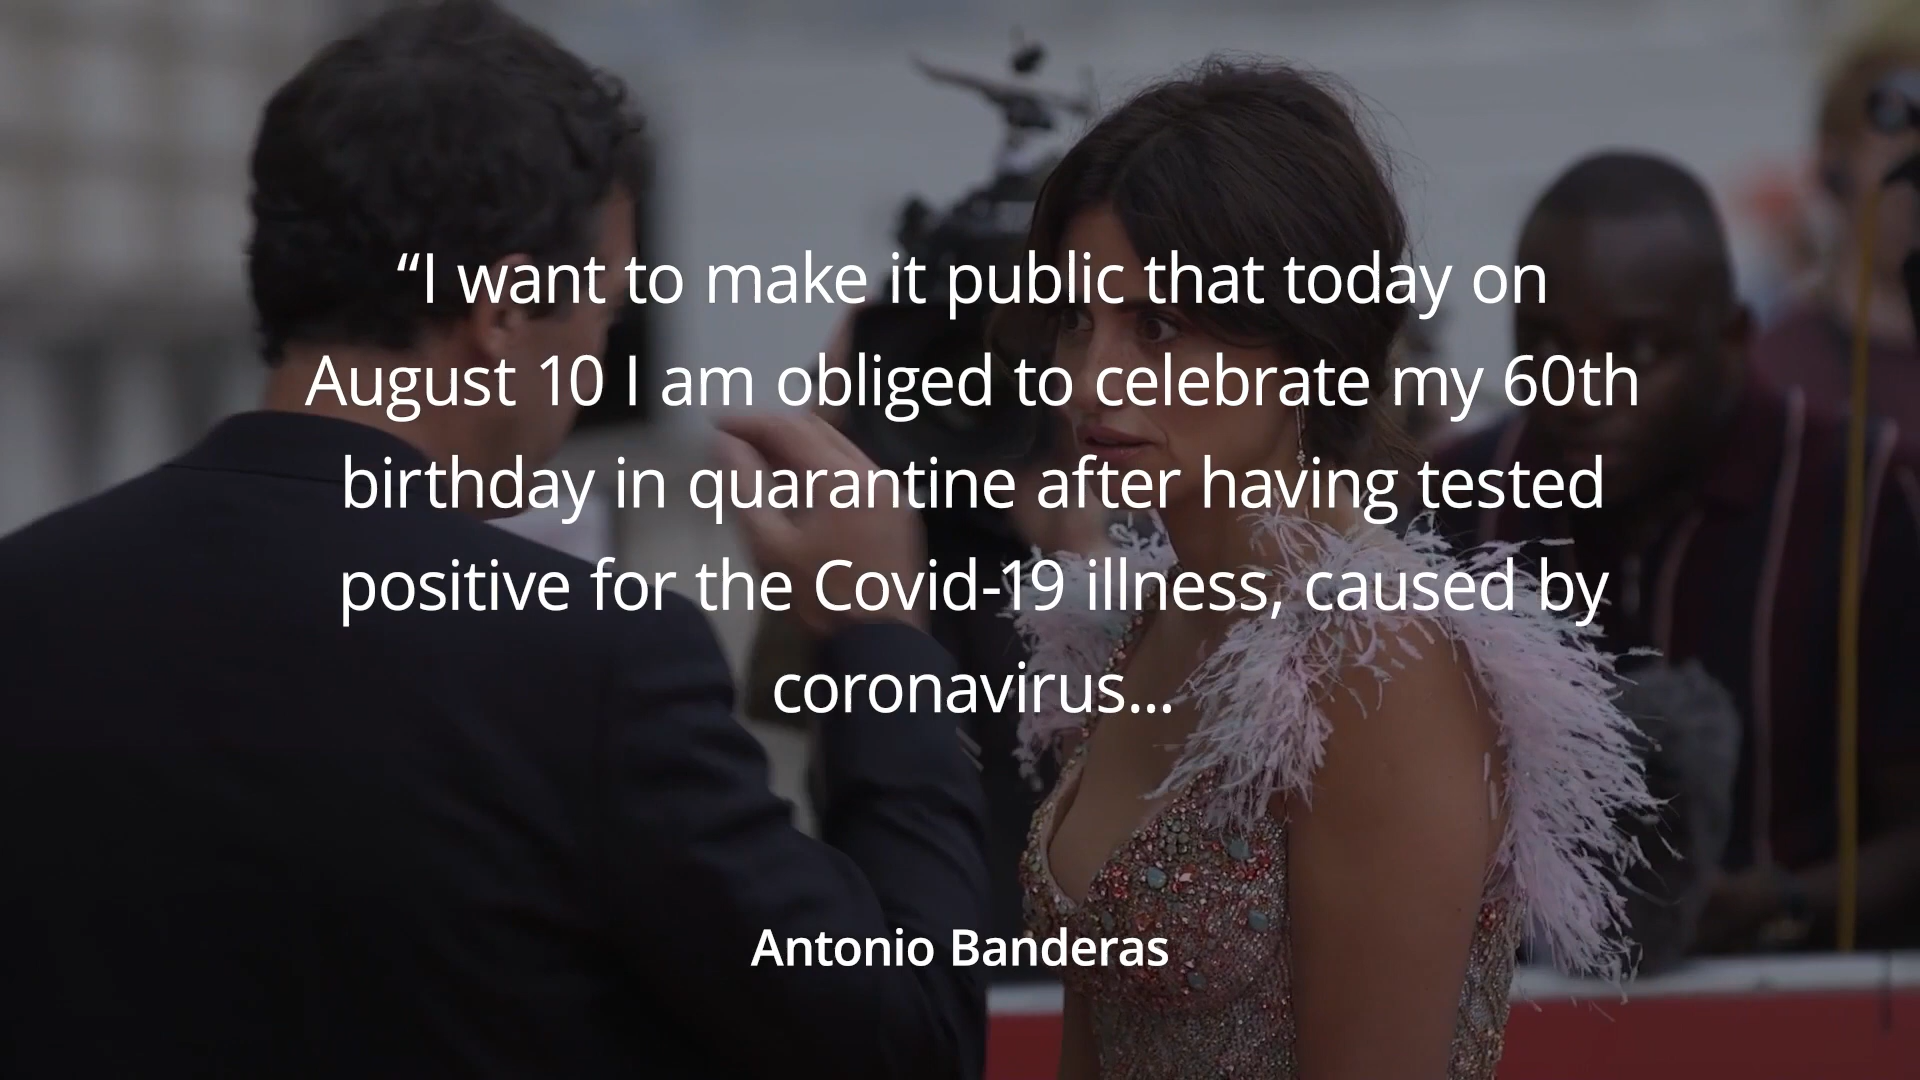 “I want to make it public that today on
August 10 I am obliged to celebrate my 60th
birthday in quarantine after having tested
positive for the Covid-19 illness, caused by
coronavirus...
Antonio Banderas